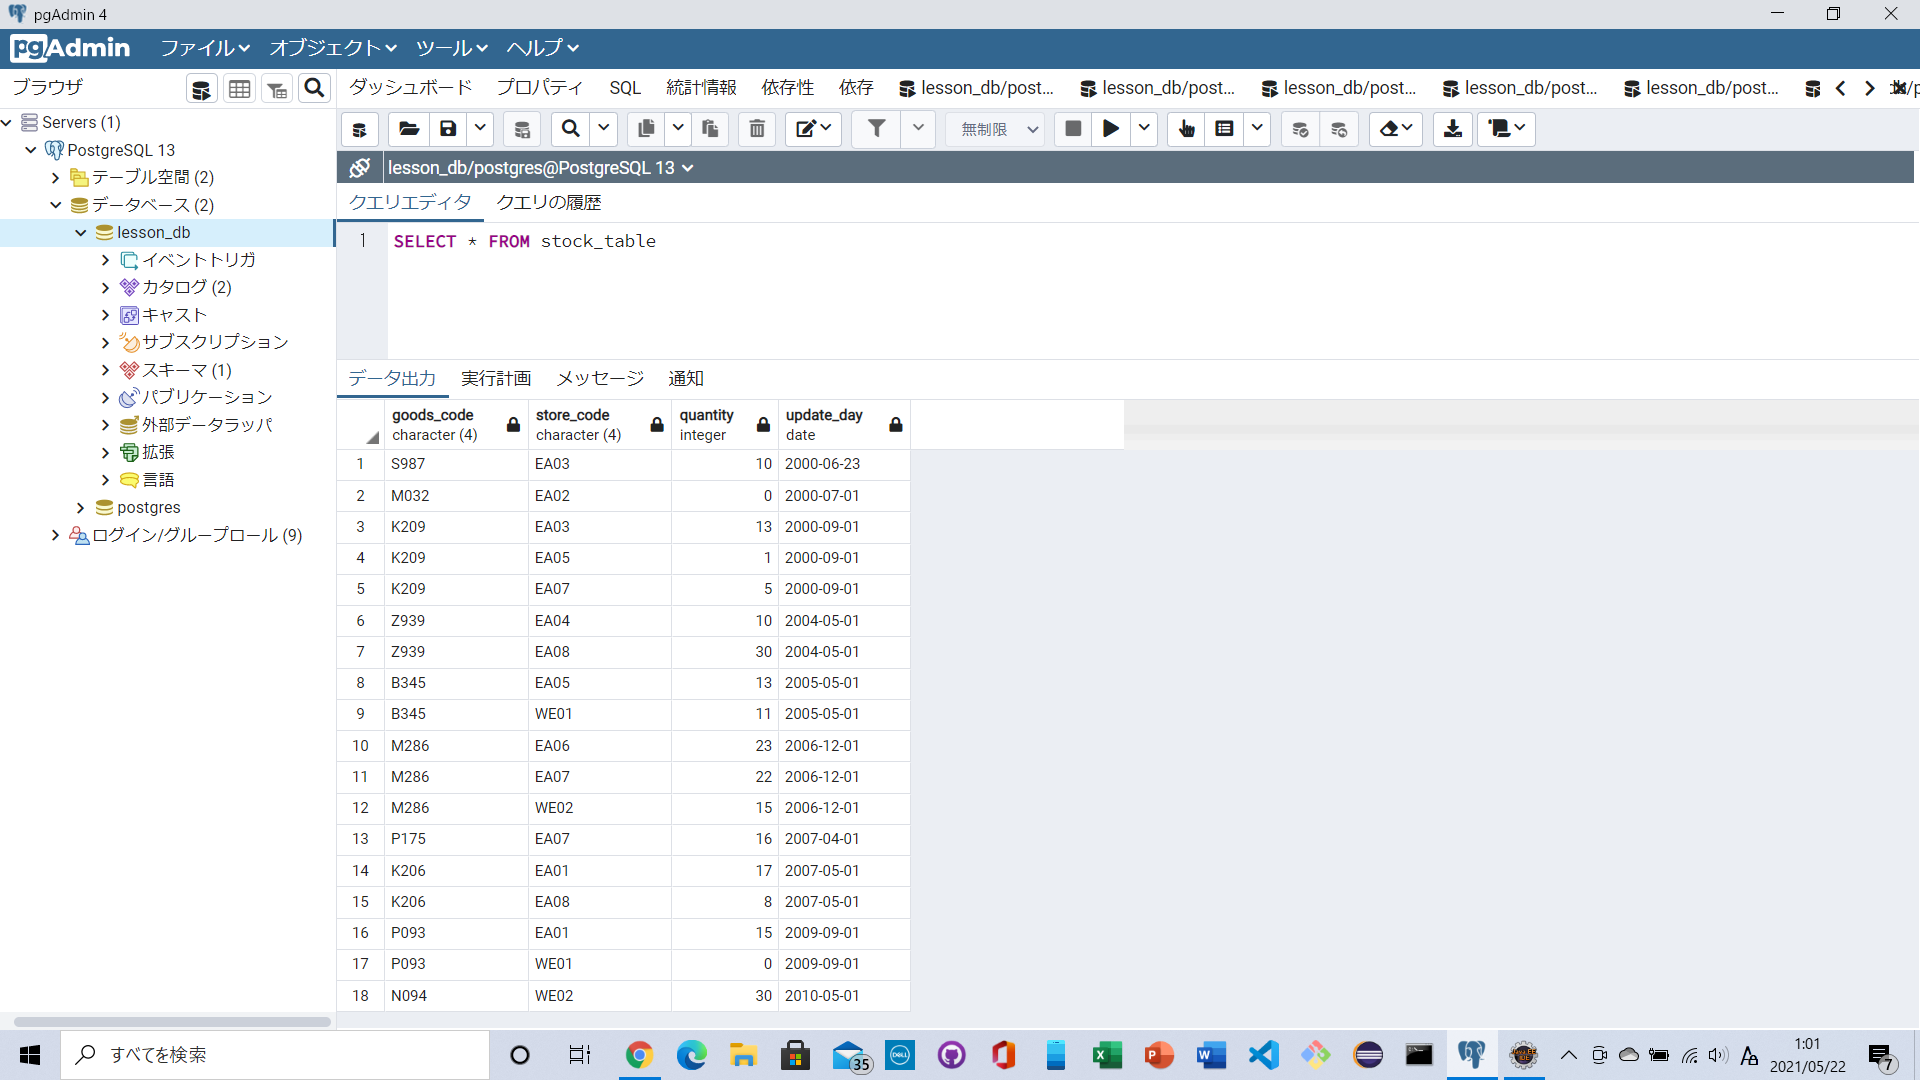 pgAdmin 4
pgAdmin ファイル オブジェクト ツール ヘルプ
ブラウザ
ダッシュボード プロパティ SQL 統計情報 依存性 依存 lesson_db/post... lesson_db/post... lesson_db/post... lesson_db/post... lesson_db/post...
Servers (1)
PostgreSQL 13
テーブル空間 (2)
データベース (2)
lesson_db
イベントトリガ
カタログ (2)
キャスト
サブスクリプション
スキーマ (1)
パブリケーション
外部データラッパ
拡張
言語
postgres
ログイン/グループロール (9)
無制限
lesson_db/postgres@PostgreSQL 13
クエリエディタ クエリの履歴
1 SELECT * FROM stock_table
データ出力 実行計画 メッセージ 通知
goods_code store_code quantity update_day
character (4) character (4) integer date
1 S987 EA03 10 2000-06-23
2 M032 EA02 0 2000-07-01
3 K209 EA03 13 2000-09-01
4 K209 EA05 1 2000-09-01
5 K209 EA07 5 2000-09-01
6 Z939 EA04 10 2004-05-01
7 Z939 EA08 30 2004-05-01
8 B345 EA05 13 2005-05-01
9 B345 WE01 11 2005-05-01
10 M286 EA06 23 2006-12-01
11 M286 EA07 22 2006-12-01
12 M286 WE02 15 2006-12-01
13 P175 EA07 16 2007-04-01
14 K206 EA01 17 2007-05-01
15 K206 EA08 8 2007-05-01
16 P093 EA01 15 2009-09-01
17 P093 WE01 0 2009-09-01
18 N094 WE02 30 2010-05-01
すべてを検索
35
DELL
1:01
2021/05/22
7